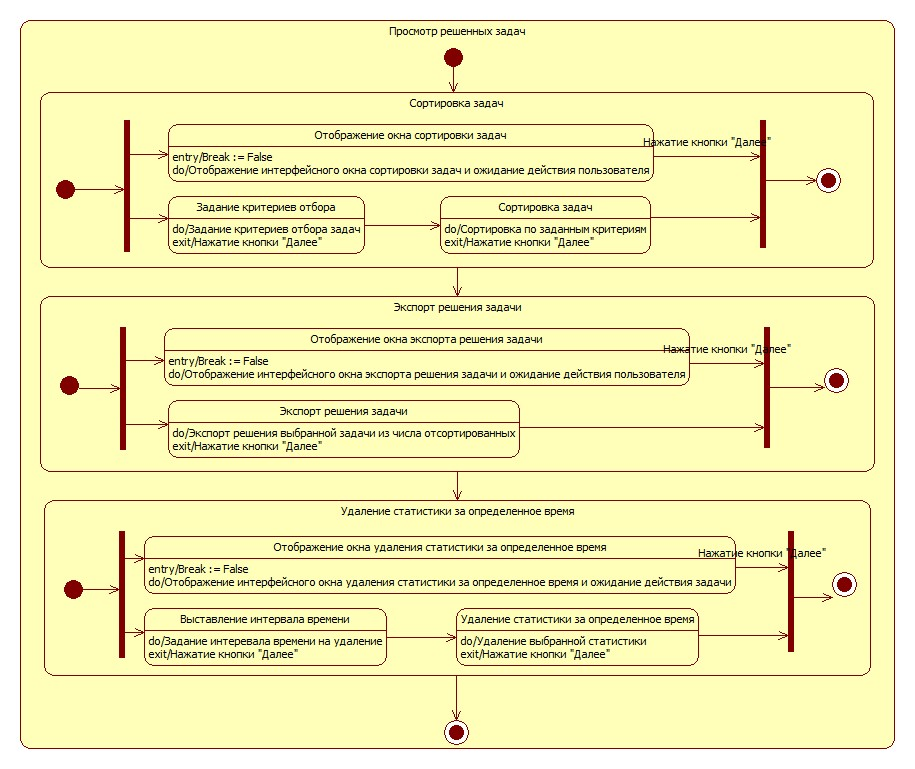 Просмотр решенных задач
Сортировка задач
Отображение окна сортировки задач
Нажатие кнопки "Далее"
entry/Break := False
do/Отображение интерфейсного окна сортировки задач и ожидание действия пользователя
Задание критериев отбора
do/Задание критериев отбора задач
exit/Нажатие кнопки "Далее"
Сортировка задач
do/Сортировка по заданным критериям
exit/Нажатие кнопки "Далее"
Экспорт решения задачи
Отображение окна экспорта решения задачи
Нажатие кнопки "Далее"
entry/Break := False
do/Отображение интерфейсного окна экспорта решения задачи и ожидание действия пользователя
Экспорт решения задачи
do/Экспорт решения выбранной задачи из числа отсортированных
exit/Нажатие кнопки "Далее"
Удаление статистики за определенное время
Отображение окна удаления статистики за определенное время
Нажатие кнопки "Далее"
entry/Break := False
do/Отображение интерфейсного окна удаления статистики за определенное время и ожидание действия задачи
Выставление интервала времени
do/Задание интеревала времени на удаление
exit/Нажатие кнопки "Далее"
Удаление статистики за определенное время
do/Удаление выбранной статистики
exit/Нажатие кнопки "Далее"